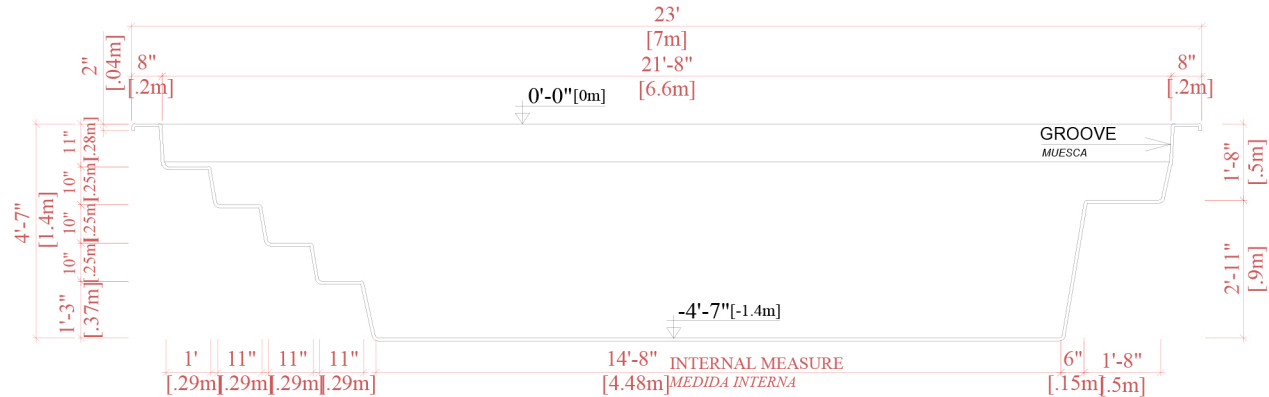 23'
[7m]
2"
[.04m]
8"
[.2m]
21'-8"
[6.6m]
8"
[.2m]
0'-0"[0m]
GROOVE
MUESCA
4'-7"
[1.4m]
11"
[.28m]
10"
[.25m]
10"
[.25m]
10"
[.25m]
1'-3"
[.37m]
1'-8"
[.5m]
2'-11"
[.9m]
-4'-7"[-1.4m]
1'
[.29m]
11"
[.29m]
11"
[.29m]
11"
[.29m]
14'-8" INTERNAL MEASURE
[4.48m] MEDIDA INTERNA
6"
[.15m]
1'-8"
[.5m]